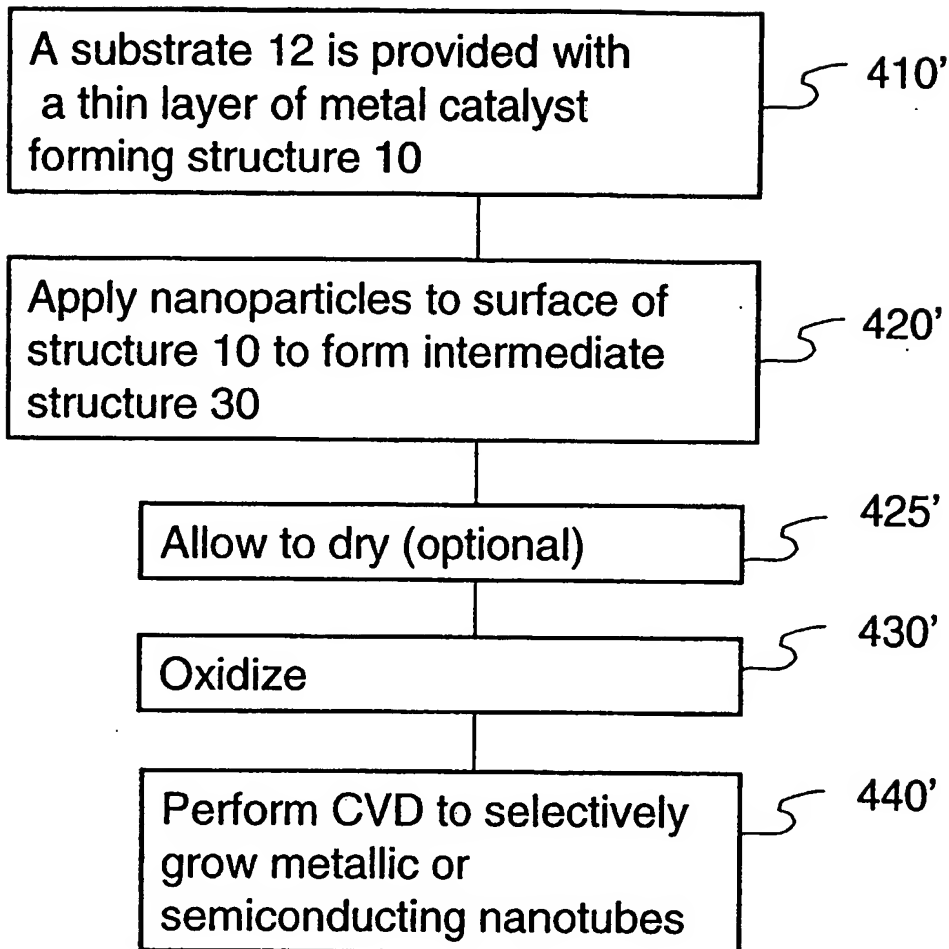 A substrate 12 is provided with
a thin layer of metal catalyst
forming structure 10
410'
Apply nanoparticles to surface of
structure 10 to form intermediate
structure 30
420'
Allow to dry (optional)
425'
Oxidize
430'
Perform CVD to selectively
grow metallic or
semiconducting nanotubes
440'